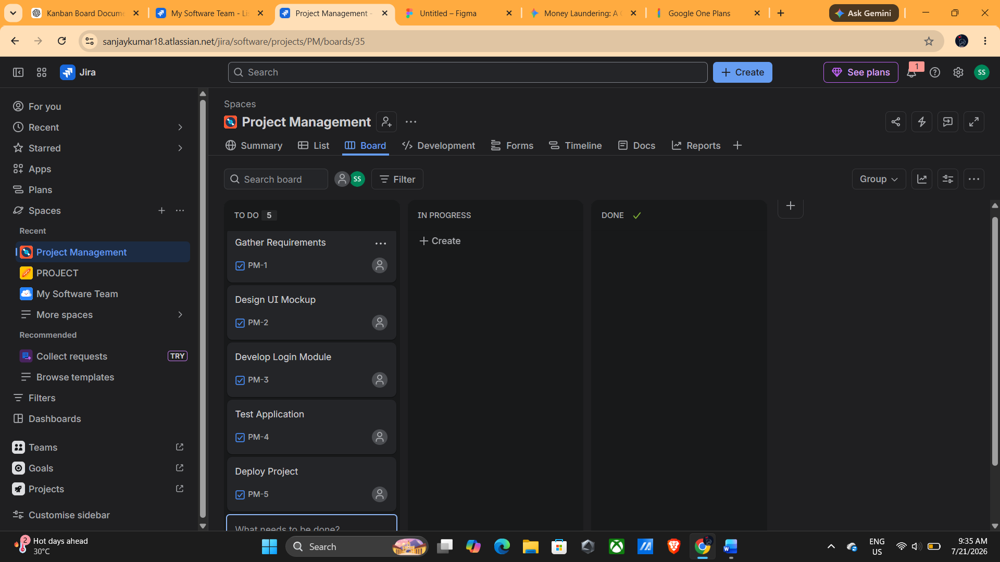 Kanban Board Docume
My Software Team - Lis
Project Management -
Untitled – Figma
Money Laundering: A C
Google One Plans
Ask Gemini
sanjaykumar18.atlassian.net/jira/software/projects/PM/boards/35
Jira
Search
Create
See plans
1
SS
For you
Recent
Starred
Apps
Plans
Spaces
Recent
Project Management
PROJECT
My Software Team
More spaces
Recommended
Collect requests
TRY
Browse templates
Filters
Dashboards
Teams
Goals
Projects
Customise sidebar
Spaces
Project Management
Summary
List
Board
Development
Forms
Timeline
Docs
Reports
Search board
SS
Filter
Group
TO DO 5
Gather Requirements
PM-1
Design UI Mockup
PM-2
Develop Login Module
PM-3
Test Application
PM-4
Deploy Project
PM-5
What needs to be done?
IN PROGRESS
Create
DONE
2
Hot days ahead
30°C
Search
ENG
US
9:35 AM
7/21/2026